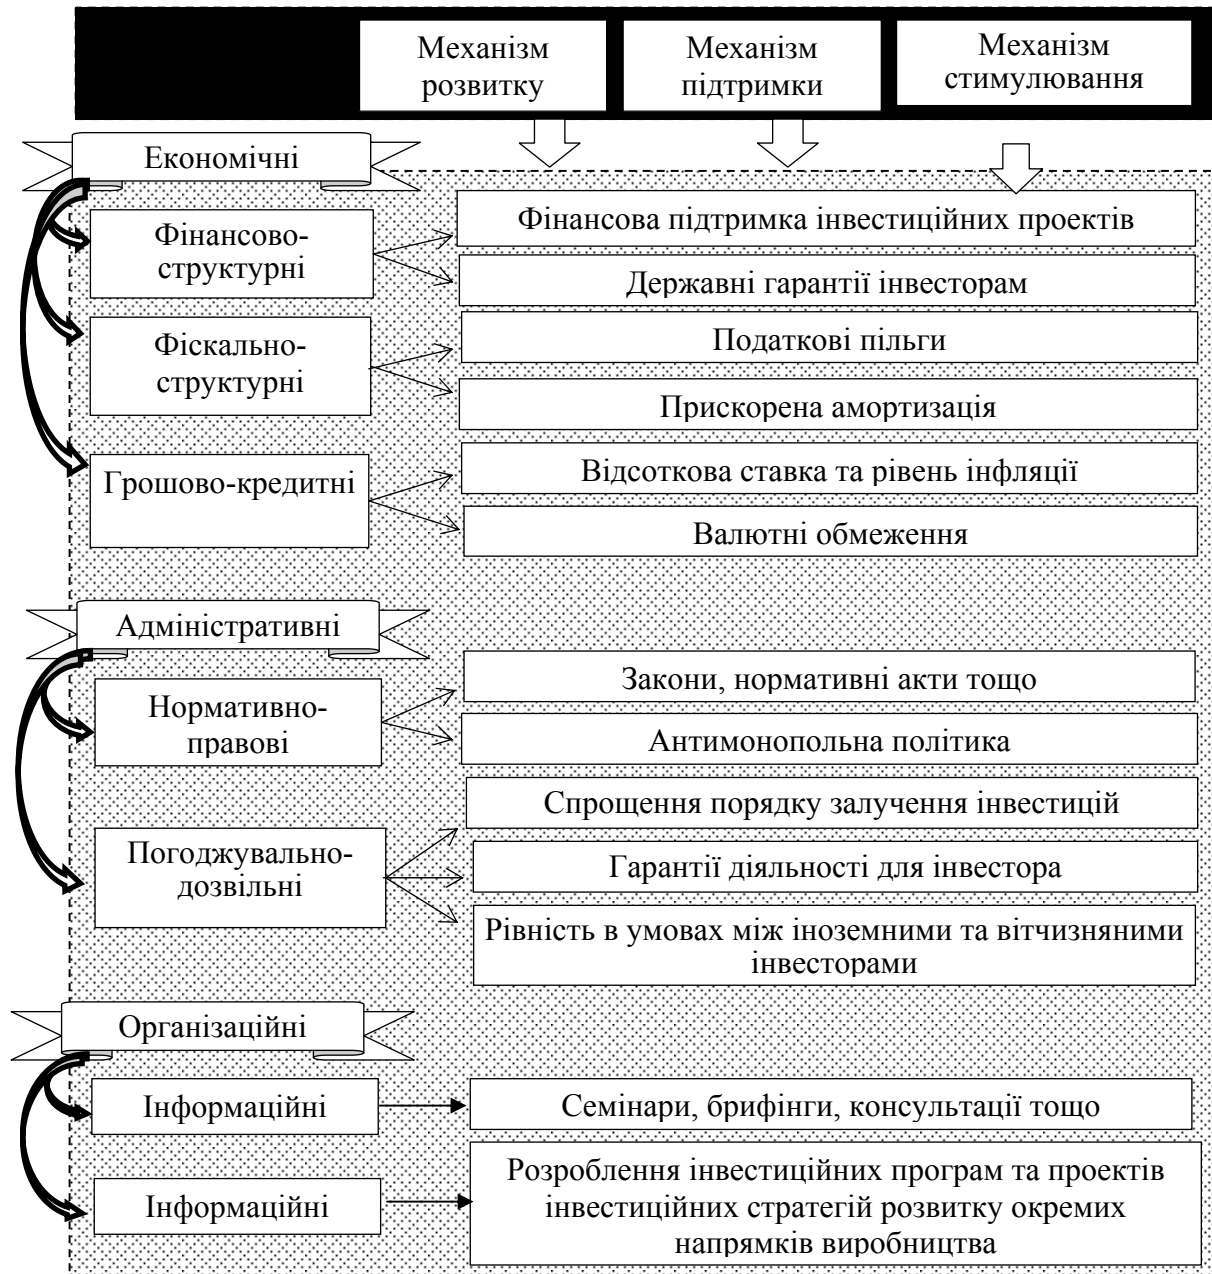 Механізм
розвитку
Механізм
підтримки
Механізм
стимулювання
Економічні
Фінансово-
структурні
Фінансова підтримка інвестиційних проектів
Державні гарантії інвесторам
Фіскально-
структурні
Податкові пільги
Прискорена амортизація
Грошово-кредитні
Відсоткова ставка та рівень інфляції
Валютні обмеження
Адміністративні
Нормативно-
правові
Закони, нормативні акти тощо
Антимонопольна політика
Погоджувально-
дозвільні
Спрощення порядку залучення інвестицій
Гарантії діяльності для інвестора
Рівність в умовах між іноземними та вітчизняними
інвесторами
Організаційні
Інформаційні
Семінари, брифінги, консультації тощо
Інформаційні
Розроблення інвестиційних програм та проектів
інвестиційних стратегій розвитку окремих
напрямків виробництва